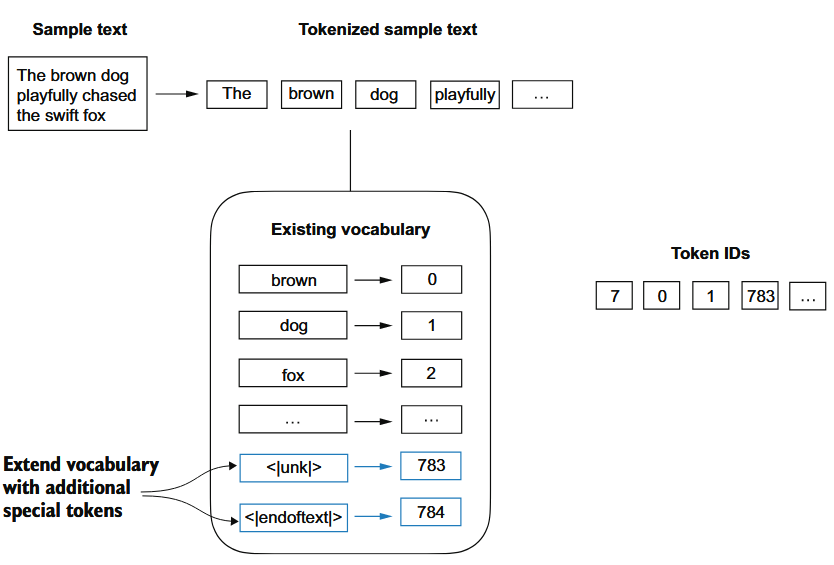 Sample text
Tokenized sample text
The brown dog
playfully chased
the swift fox
The
brown
dog
playfully
...
Existing vocabulary
brown
0
dog
1
fox
2
...
...
<|unk|>
783
<|endoftext|>
784
Extend vocabulary
with additional
special tokens
Token IDs
7
0
1
783
...